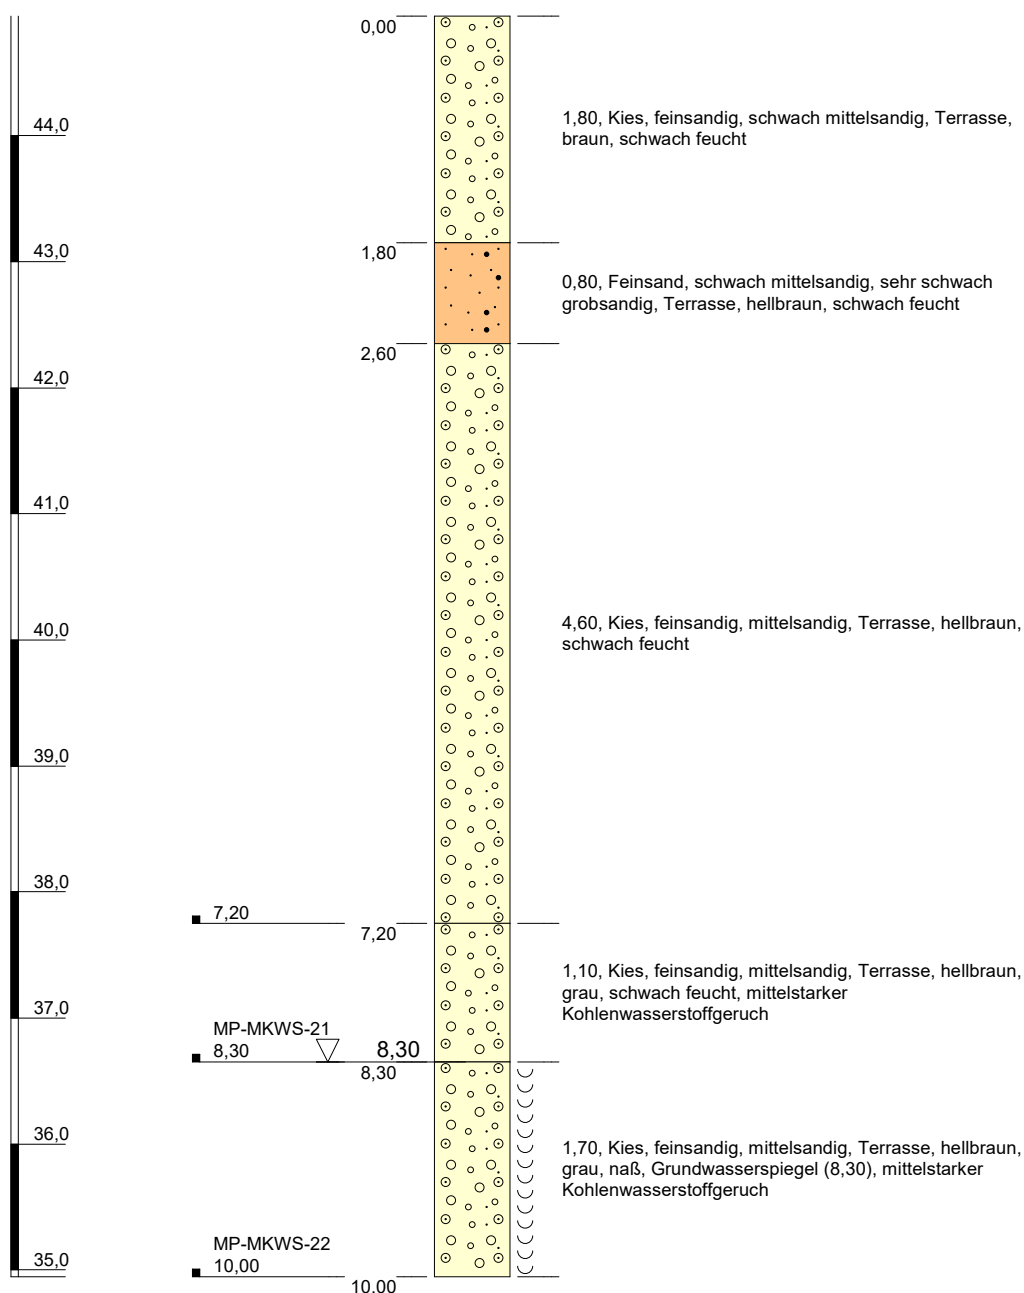 0,00
1,80, Kies, feinsandig, schwach mittelsandig, Terrasse,
braun, schwach feucht
44,0
43,0
1,80
0,80, Feinsand, schwach mittelsandig, sehr schwach
grobsandig, Terrasse, hellbraun, schwach feucht
2,60
42,0
41,0
40,0
4,60, Kies, feinsandig, mittelsandig, Terrasse, hellbraun,
schwach feucht
39,0
38,0
7,20
7,20
1,10, Kies, feinsandig, mittelsandig, Terrasse, hellbraun,
grau, schwach feucht, mittelstarker
Kohlenwasserstoffgeruch
37,0
MP-MKWS-21
8,30
8,30
8,30
36,0
1,70, Kies, feinsandig, mittelsandig, Terrasse, hellbraun,
grau, naß, Grundwasserspiegel (8,30), mittelstarker
Kohlenwasserstoffgeruch
MP-MKWS-22
35,0
10,00
10,00